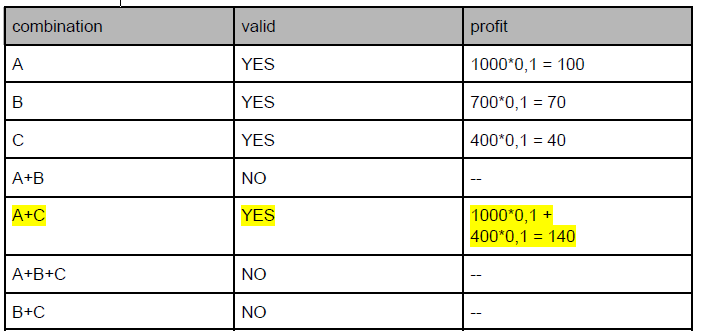 combination valid profit
A YES 1000*0,1 = 100
B YES 700*0,1 = 70
C YES 400*0,1 = 40
A+B NO --
A+C YES 1000*0,1 +
400*0,1 = 140
A+B+C NO --
B+C NO --